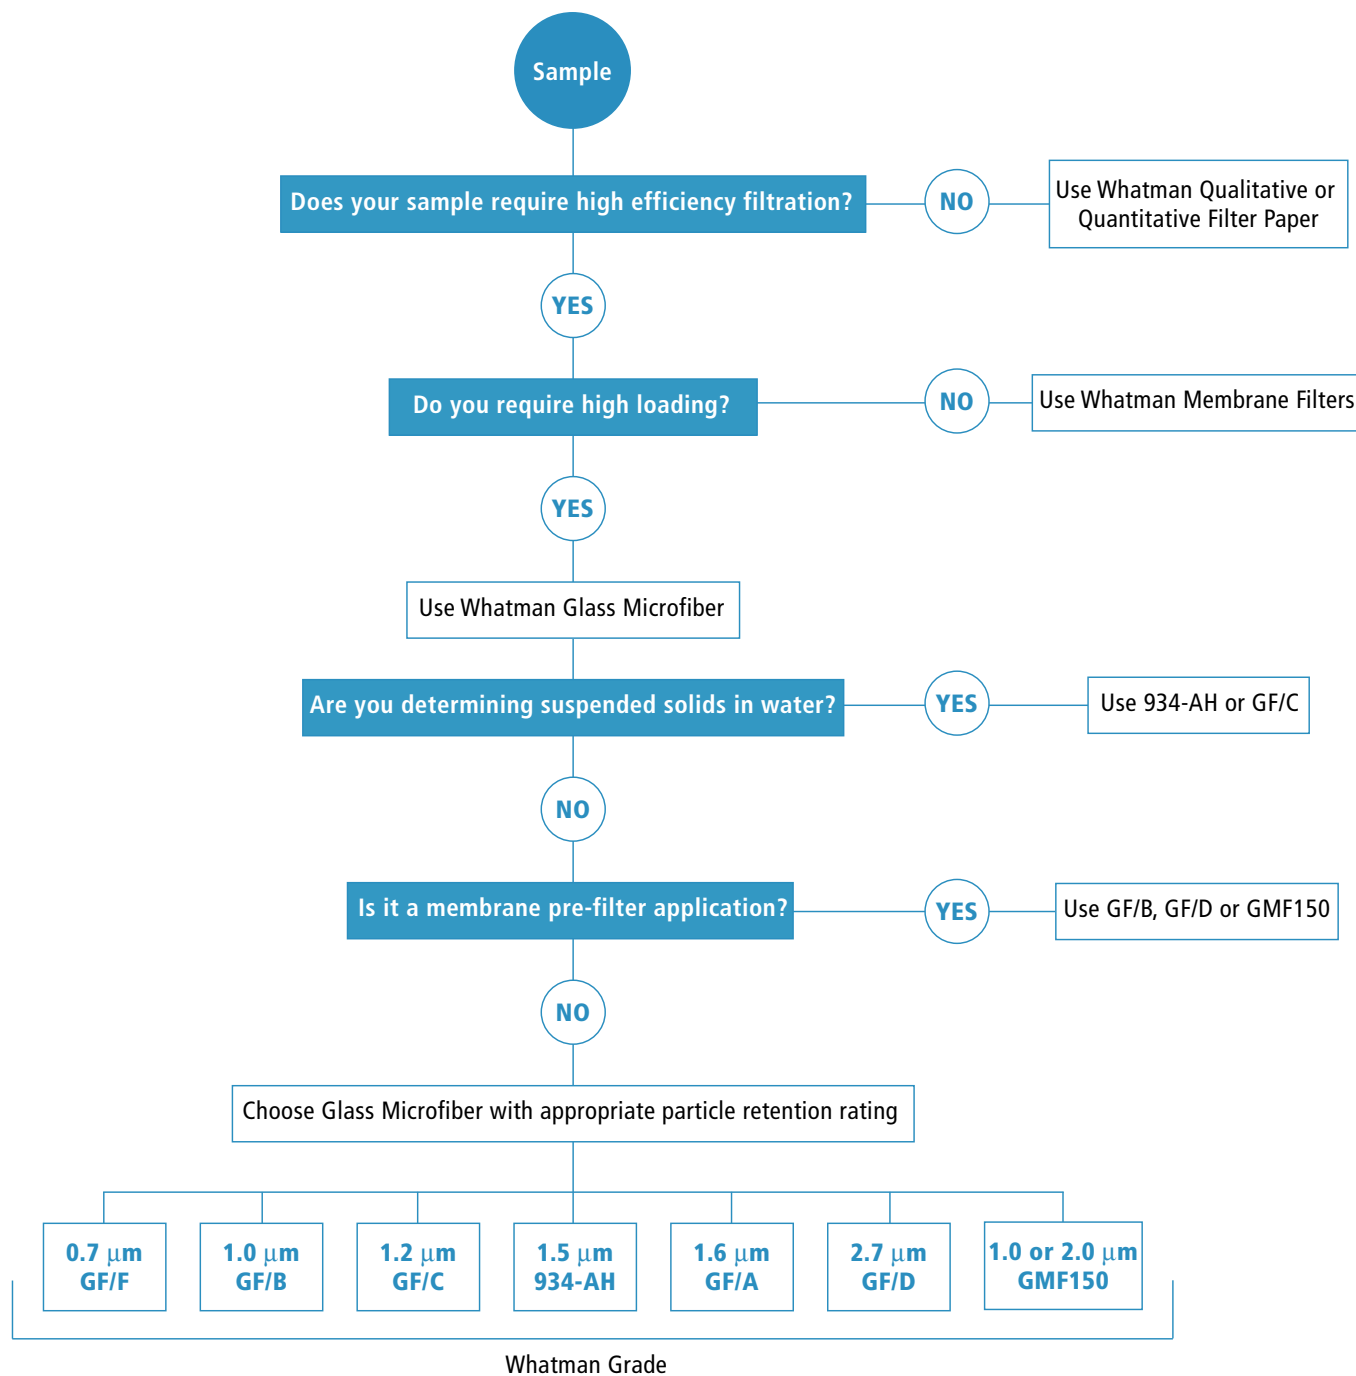 Sample
Does your sample require high efficiency filtration?
NO
Use Whatman Qualitative or
Quantitative Filter Paper
YES
Do you require high loading?
NO
Use Whatman Membrane Filters
YES
Use Whatman Glass Microfiber
Are you determining suspended solids in water?
YES
Use 934-AH or GF/C
NO
Is it a membrane pre-filter application?
YES
Use GF/B, GF/D or GMF150
NO
Choose Glass Microfiber with appropriate particle retention rating
0.7 μm
GF/F
1.0 μm
GF/B
1.2 μm
GF/C
1.5 μm
934-AH
1.6 μm
GF/A
2.7 μm
GF/D
1.0 or 2.0 μm
GMF150
Whatman Grade